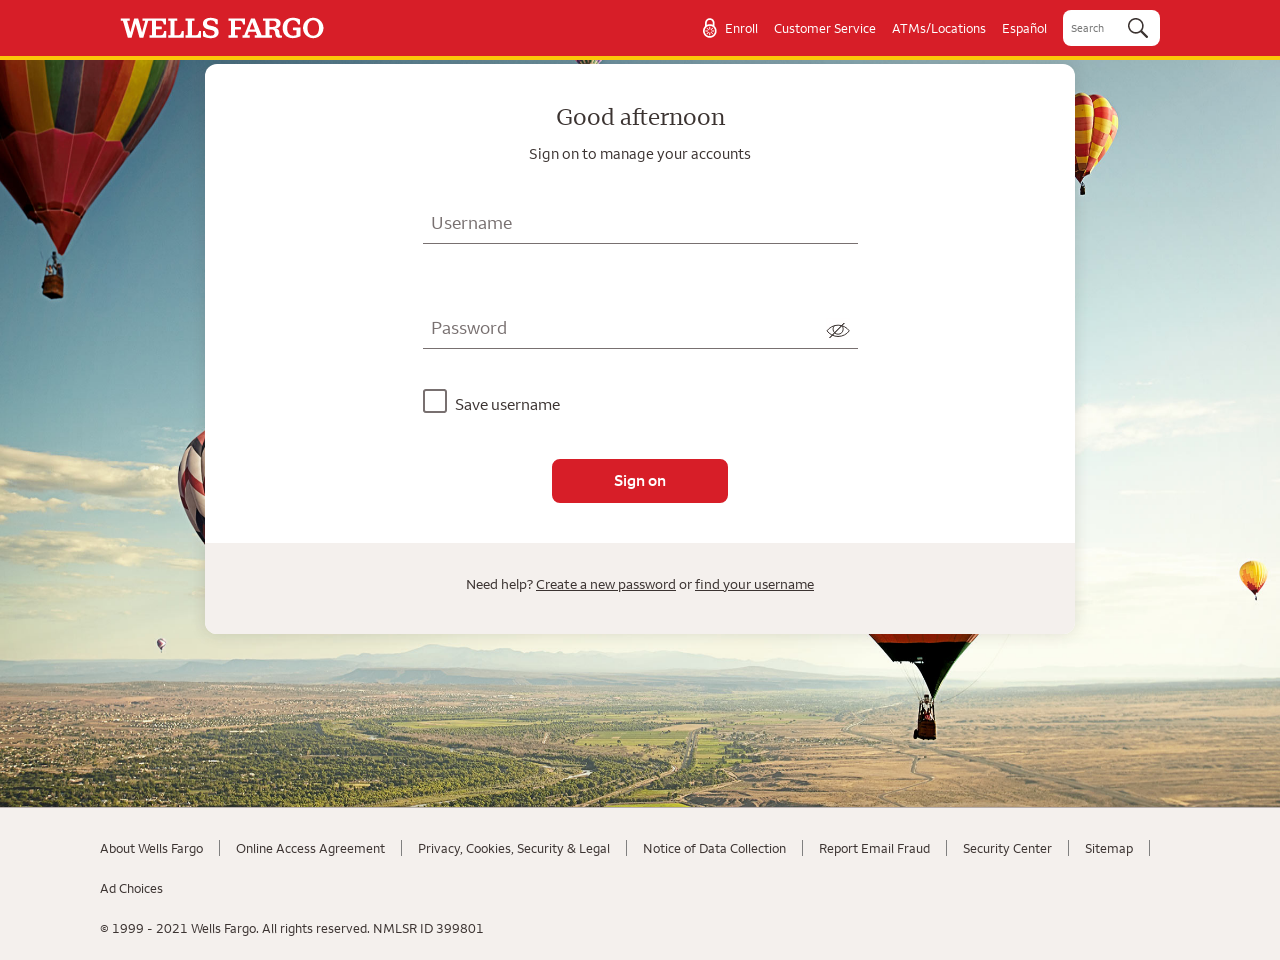 WELLS FARGO
Enroll
Customer Service
ATMs/Locations
Español
Search
Good afternoon
Sign on to manage your accounts
Username
Password
Save username
Sign on
Need help? Create a new password or find your username
About Wells Fargo
Online Access Agreement
Privacy, Cookies, Security & Legal
Notice of Data Collection
Report Email Fraud
Security Center
Sitemap
Ad Choices
© 1999 - 2021 Wells Fargo. All rights reserved. NMLSR ID 399801